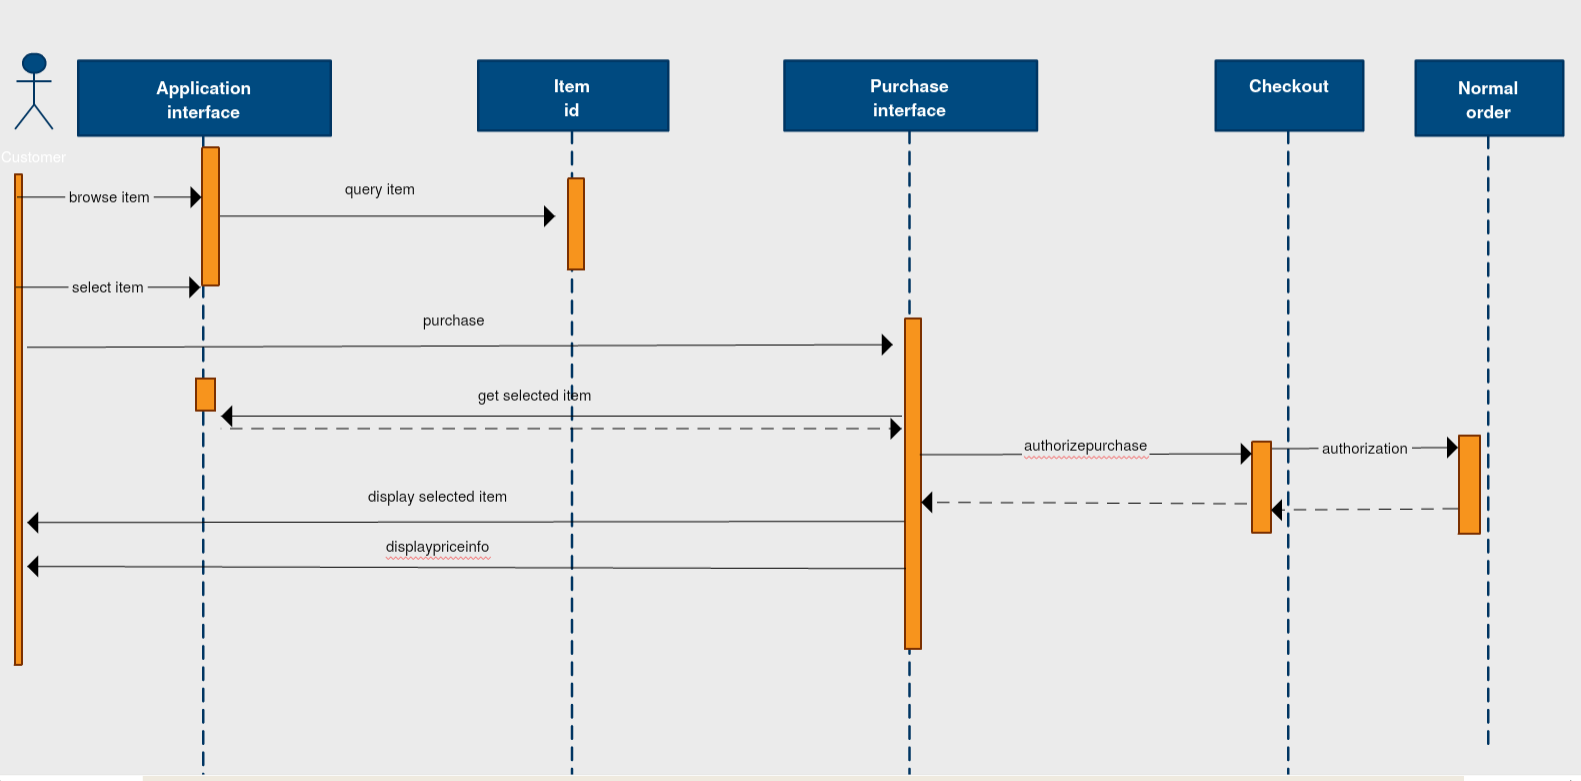 Application
interface
Item
id
Purchase
interface
Checkout
Normal
order
Customer
browse item
query item
select item
purchase
get selected item
authorizepurchase
authorization
display selected item
displaypriceinfo